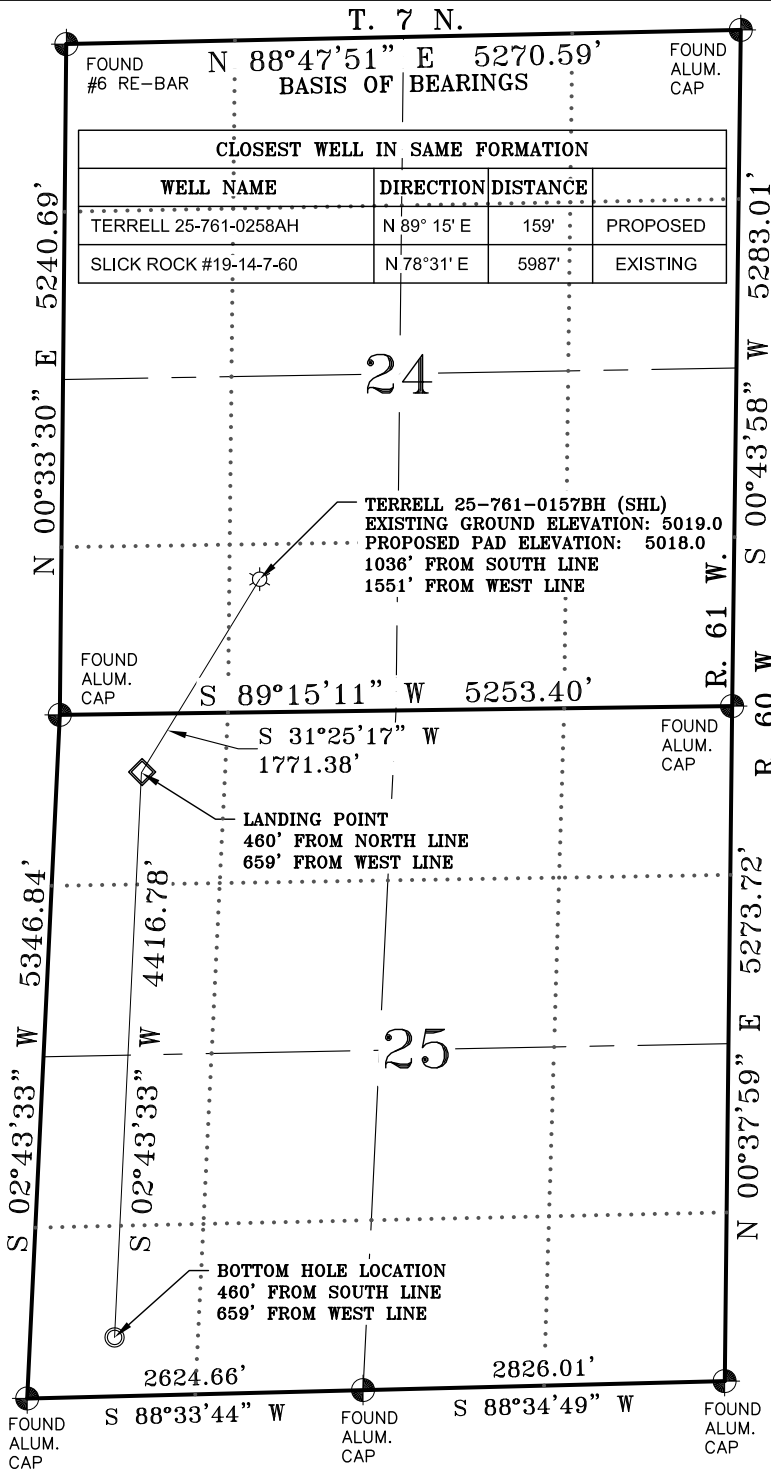 T. 7 N.
FOUND
#6 RE-BAR
N 88°47'51" E 5270.59'
BASIS OF BEARINGS
FOUND
ALUM.
CAP
CLOSEST WELL IN SAME FORMATION
WELL NAME DIRECTION DISTANCE
TERRELL 25-761-0258AH N 89° 15' E 159' PROPOSED
SLICK ROCK #19-14-7-60 N 78°31' E 5987' EXISTING
N 00°33'30" E 5240.69'
S 00°43'58" W 5283.01'
24
TERRELL 25-761-0157BH (SHL)
EXISTING GROUND ELEVATION: 5019.0
PROPOSED PAD ELEVATION: 5018.0
1036' FROM SOUTH LINE
1551' FROM WEST LINE
R. 61 W.
R 60 W
FOUND
ALUM.
CAP
S 89°15'11" W 5253.40'
FOUND
ALUM.
CAP
S 31°25'17" W
1771.38'
LANDING POINT
460' FROM NORTH LINE
659' FROM WEST LINE
S 02°43'33" W 5346.84'
S 02°43'33" W 4416.78'
25
N 00°37'59" E 5273.72'
BOTTOM HOLE LOCATION
460' FROM SOUTH LINE
659' FROM WEST LINE
2624.66'
S 88°33'44" W
2826.01'
S 88°34'49" W
FOUND
ALUM.
CAP
FOUND
ALUM.
CAP
FOUND
ALUM.
CAP